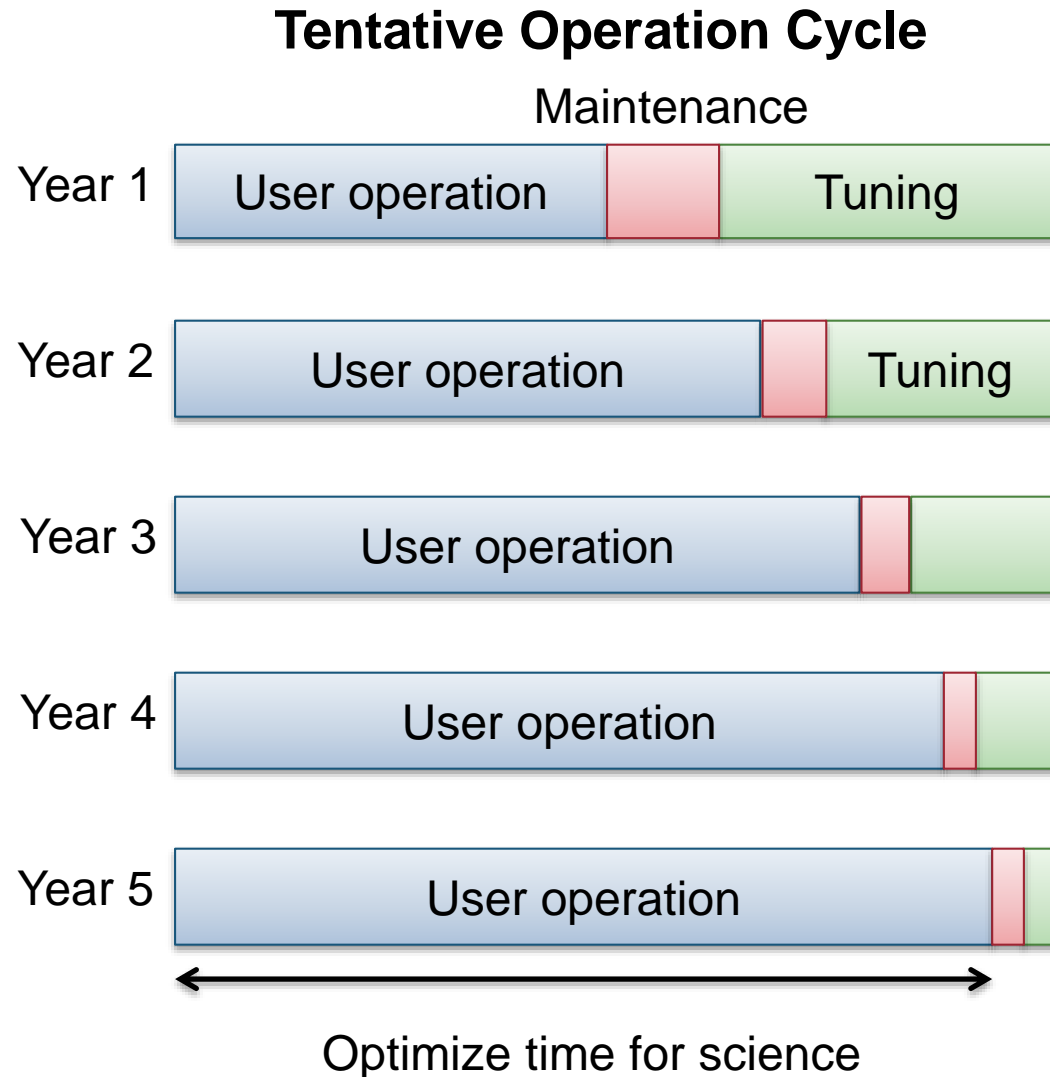 Tentative Operation Cycle
Maintenance
Year 1
User operation
Tuning
Year 2
User operation
Tuning
Year 3
User operation
Year 4
User operation
Year 5
User operation
Optimize time for science